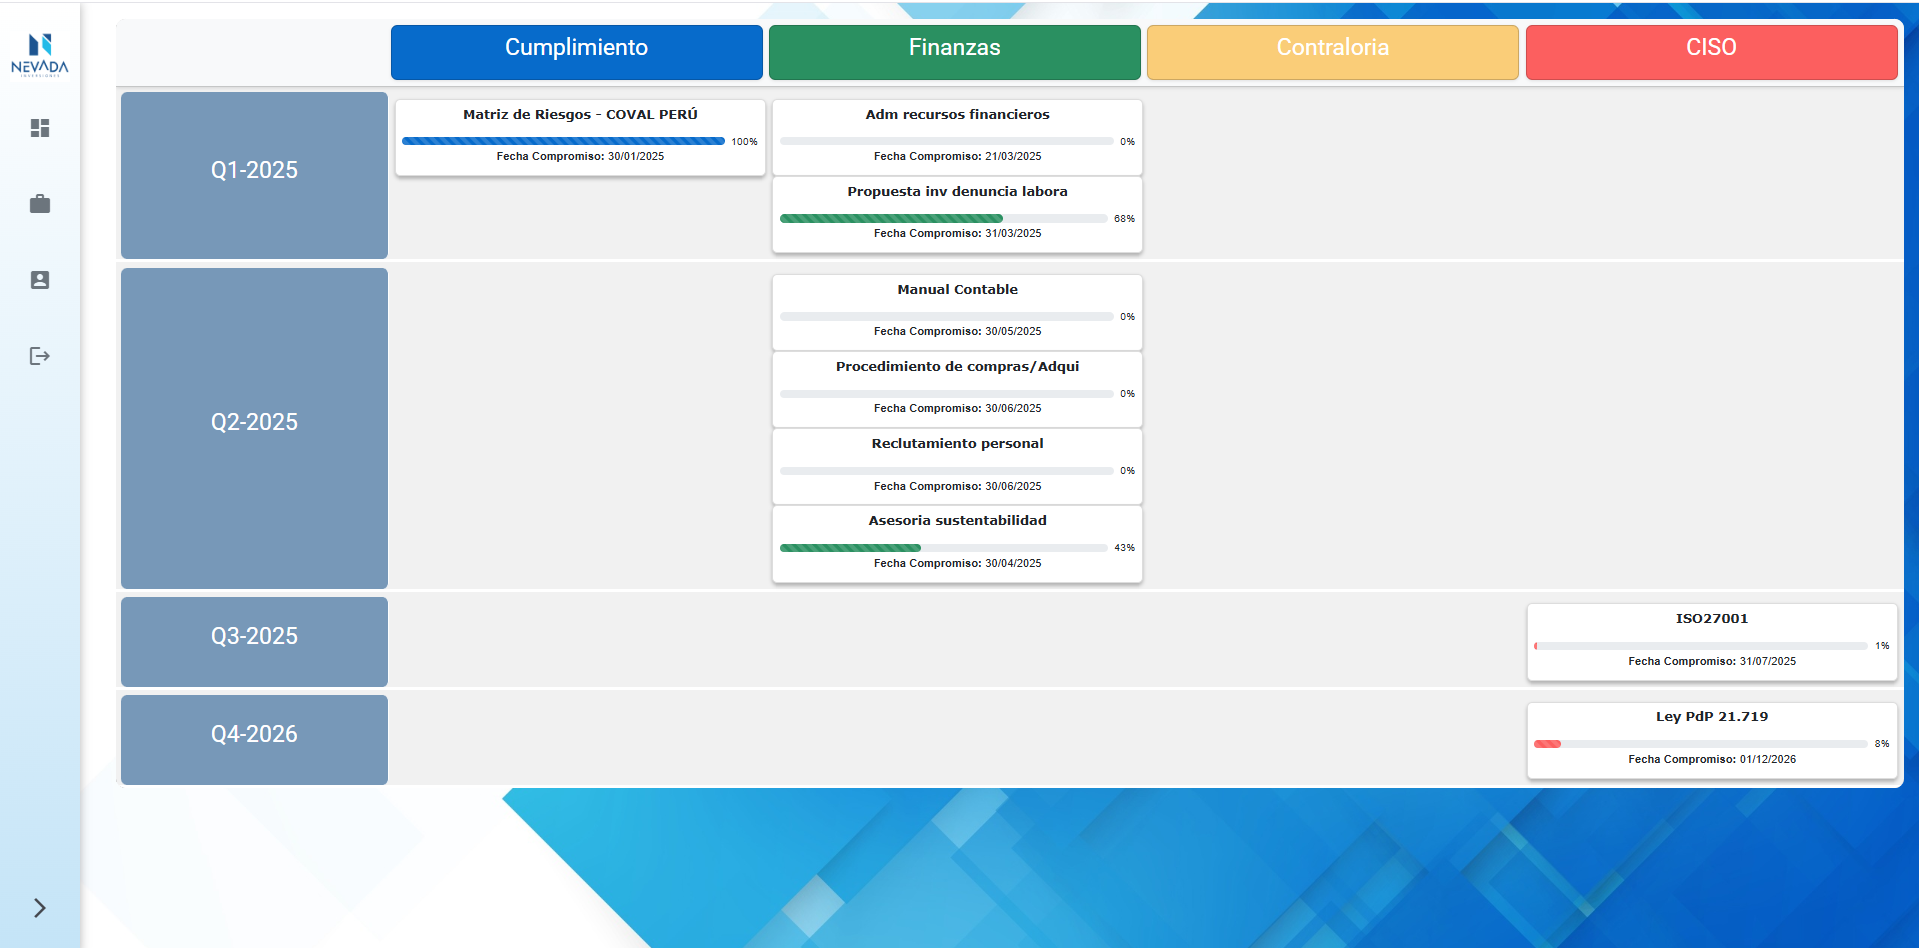 NEVADA
INVERSIONES
Cumplimiento
Finanzas
Contraloria
CISO
Q1-2025
Matriz de Riesgos - COVAL PERÚ
100%
Fecha Compromiso: 30/01/2025
Adm recursos financieros
0%
Fecha Compromiso: 21/03/2025
Propuesta inv denuncia labora
68%
Fecha Compromiso: 31/03/2025
Q2-2025
Manual Contable
0%
Fecha Compromiso: 30/05/2025
Procedimiento de compras/Adqui
0%
Fecha Compromiso: 30/06/2025
Reclutamiento personal
0%
Fecha Compromiso: 30/06/2025
Asesoria sustentabilidad
43%
Fecha Compromiso: 30/04/2025
Q3-2025
ISO27001
1%
Fecha Compromiso: 31/07/2025
Q4-2026
Ley PdP 21.719
8%
Fecha Compromiso: 01/12/2026